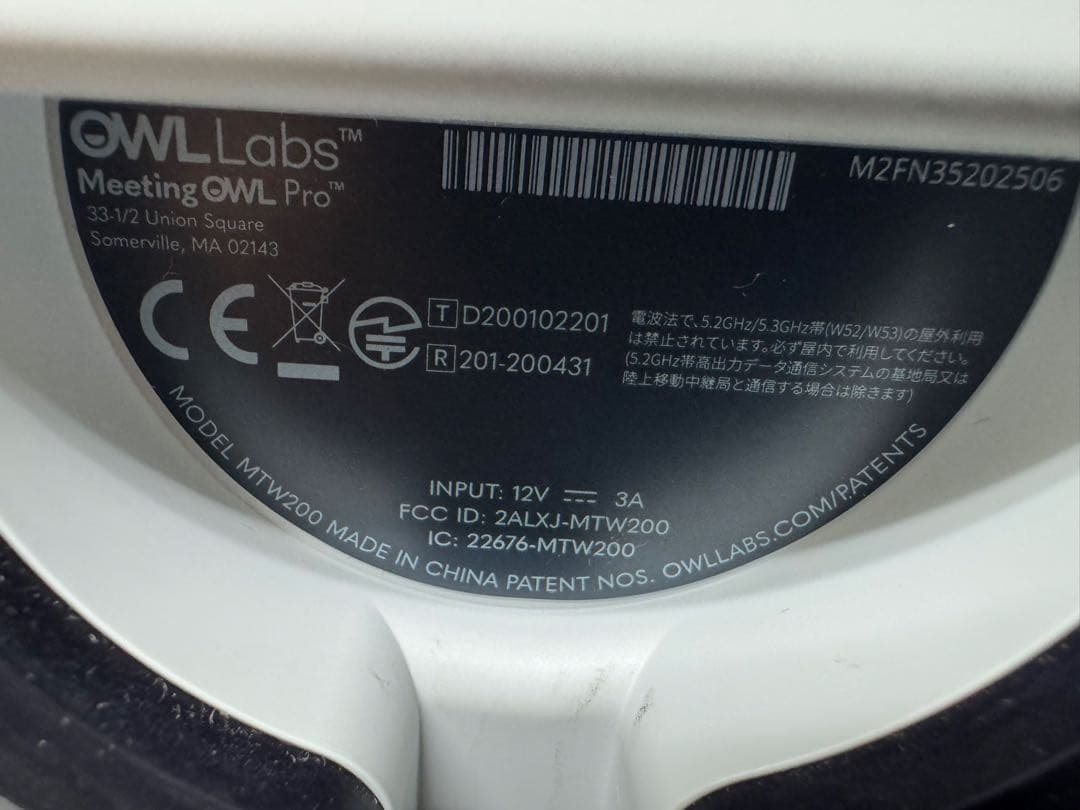 OWL Labs™
Meeting OWL Pro™
33-1/2 Union Square
Somerville, MA 02143
M2FN35202506
CE
T D200102201
R 201-200431
電波法で、5.2GHz/5.3GHz帯(W52/W53)の屋外利用
は禁止されています。必ず屋内で利用してください。
(5.2GHz帯高出力データ通信システムの基地局又は
陸上移動中継局と通信する場合は除きます)
INPUT: 12V ⎓ 3A
FCC ID: 2ALXJ-MTW200
IC: 22676-MTW200
MODEL MTW200 MADE IN CHINA PATENT NOS. OWLLABS.COM/PATENTS